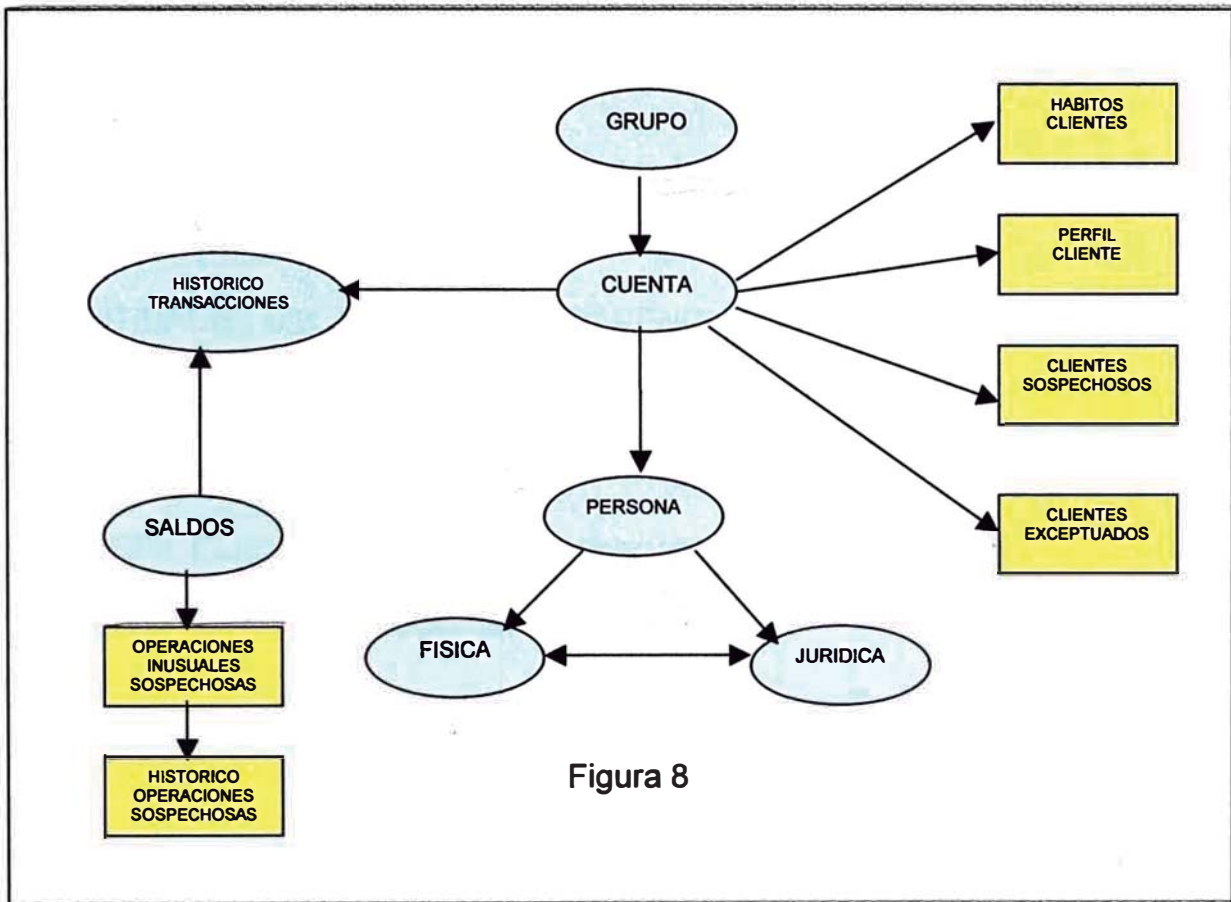 GRUPO
HABITOS
CLIENTES
PERFIL
CLIENTE
HISTORICO
TRANSACCIONES
CUENTA
CLIENTES
SOSPECHOSOS
SALDOS
PERSONA
CLIENTES
EXCEPTUADOS
OPERACIONES
INUSUALES
SOSPECHOSAS
FISICA
JURIDICA
HISTORICO
OPERACIONES
SOSPECHOSAS
Figura 8